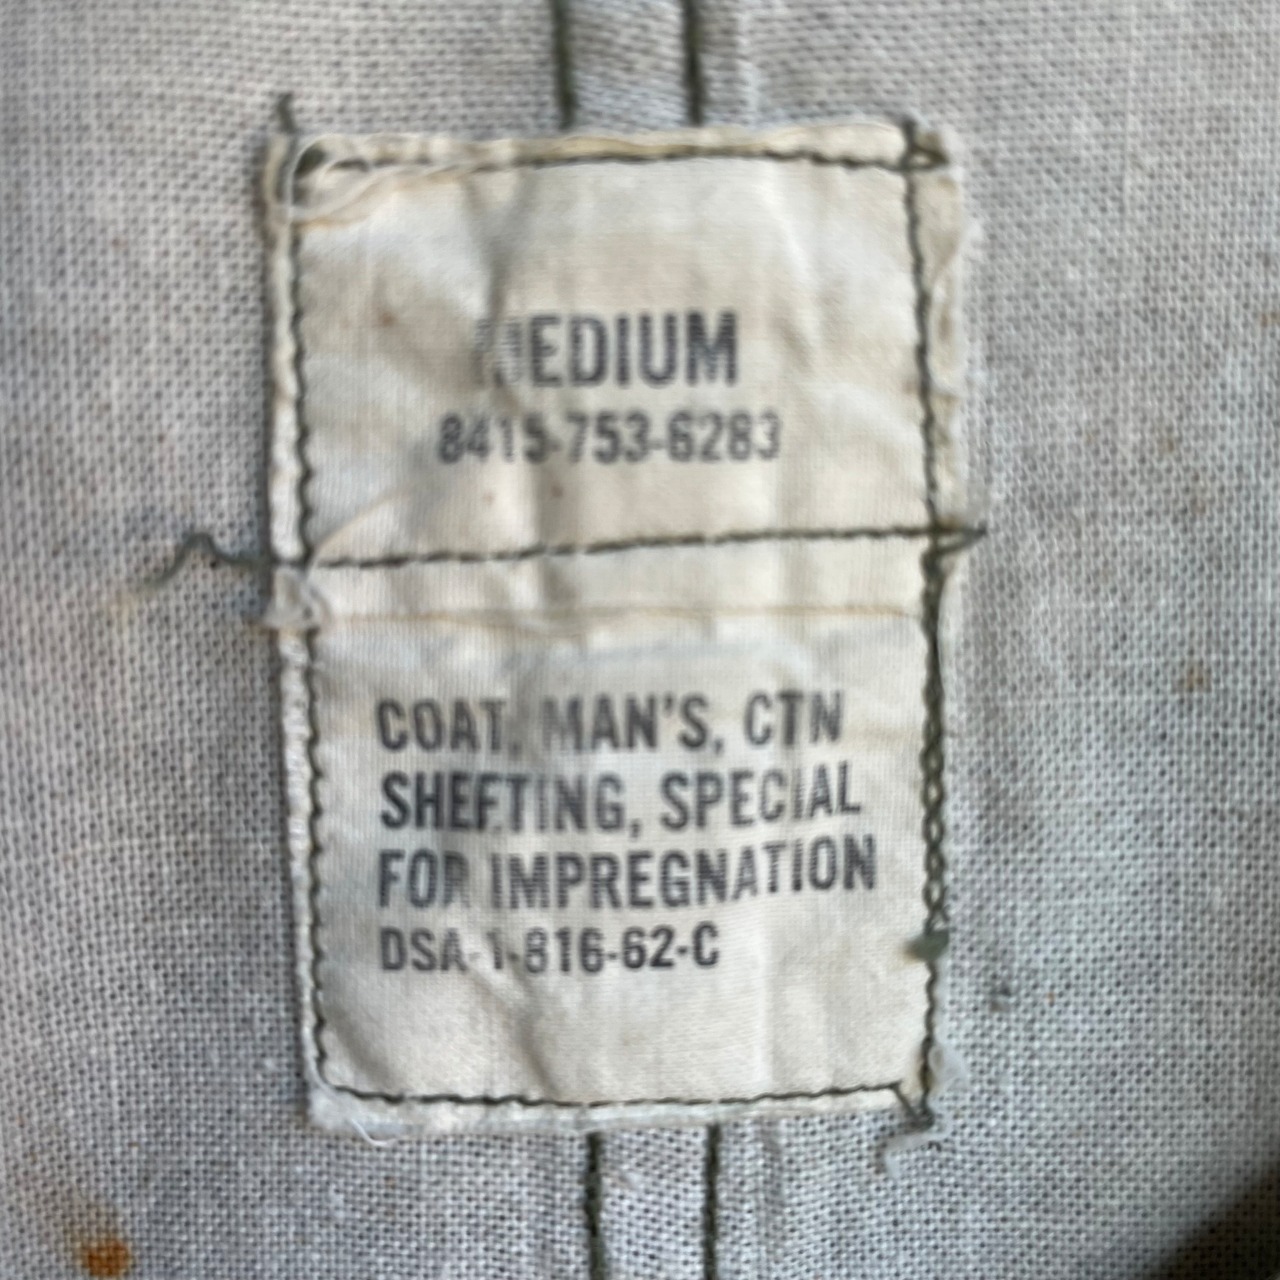 MEDIUM
8415-753-6283
COAT, MAN'S, CTN
SHEETING, SPECIAL
FOR IMPREGNATION
DSA-1-816-62-C